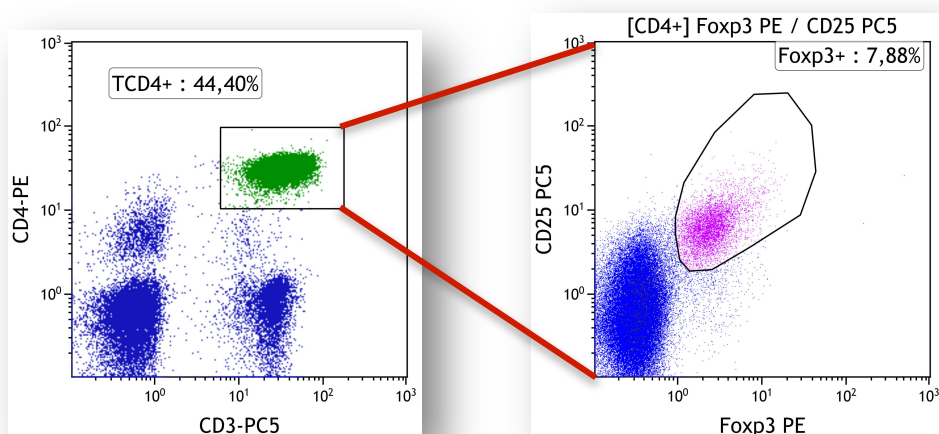 [CD4+] Foxp3 PE / CD25 PC5
10³
TCD4+ : 44,40%
10²
CD4-PE
10¹
10⁰
10⁰ 10¹ 10² 10³
CD3-PC5
10³
Foxp3+ : 7,88%
10²
CD25 PC5
10¹
10⁰
10⁰ 10¹ 10² 10³
Foxp3 PE